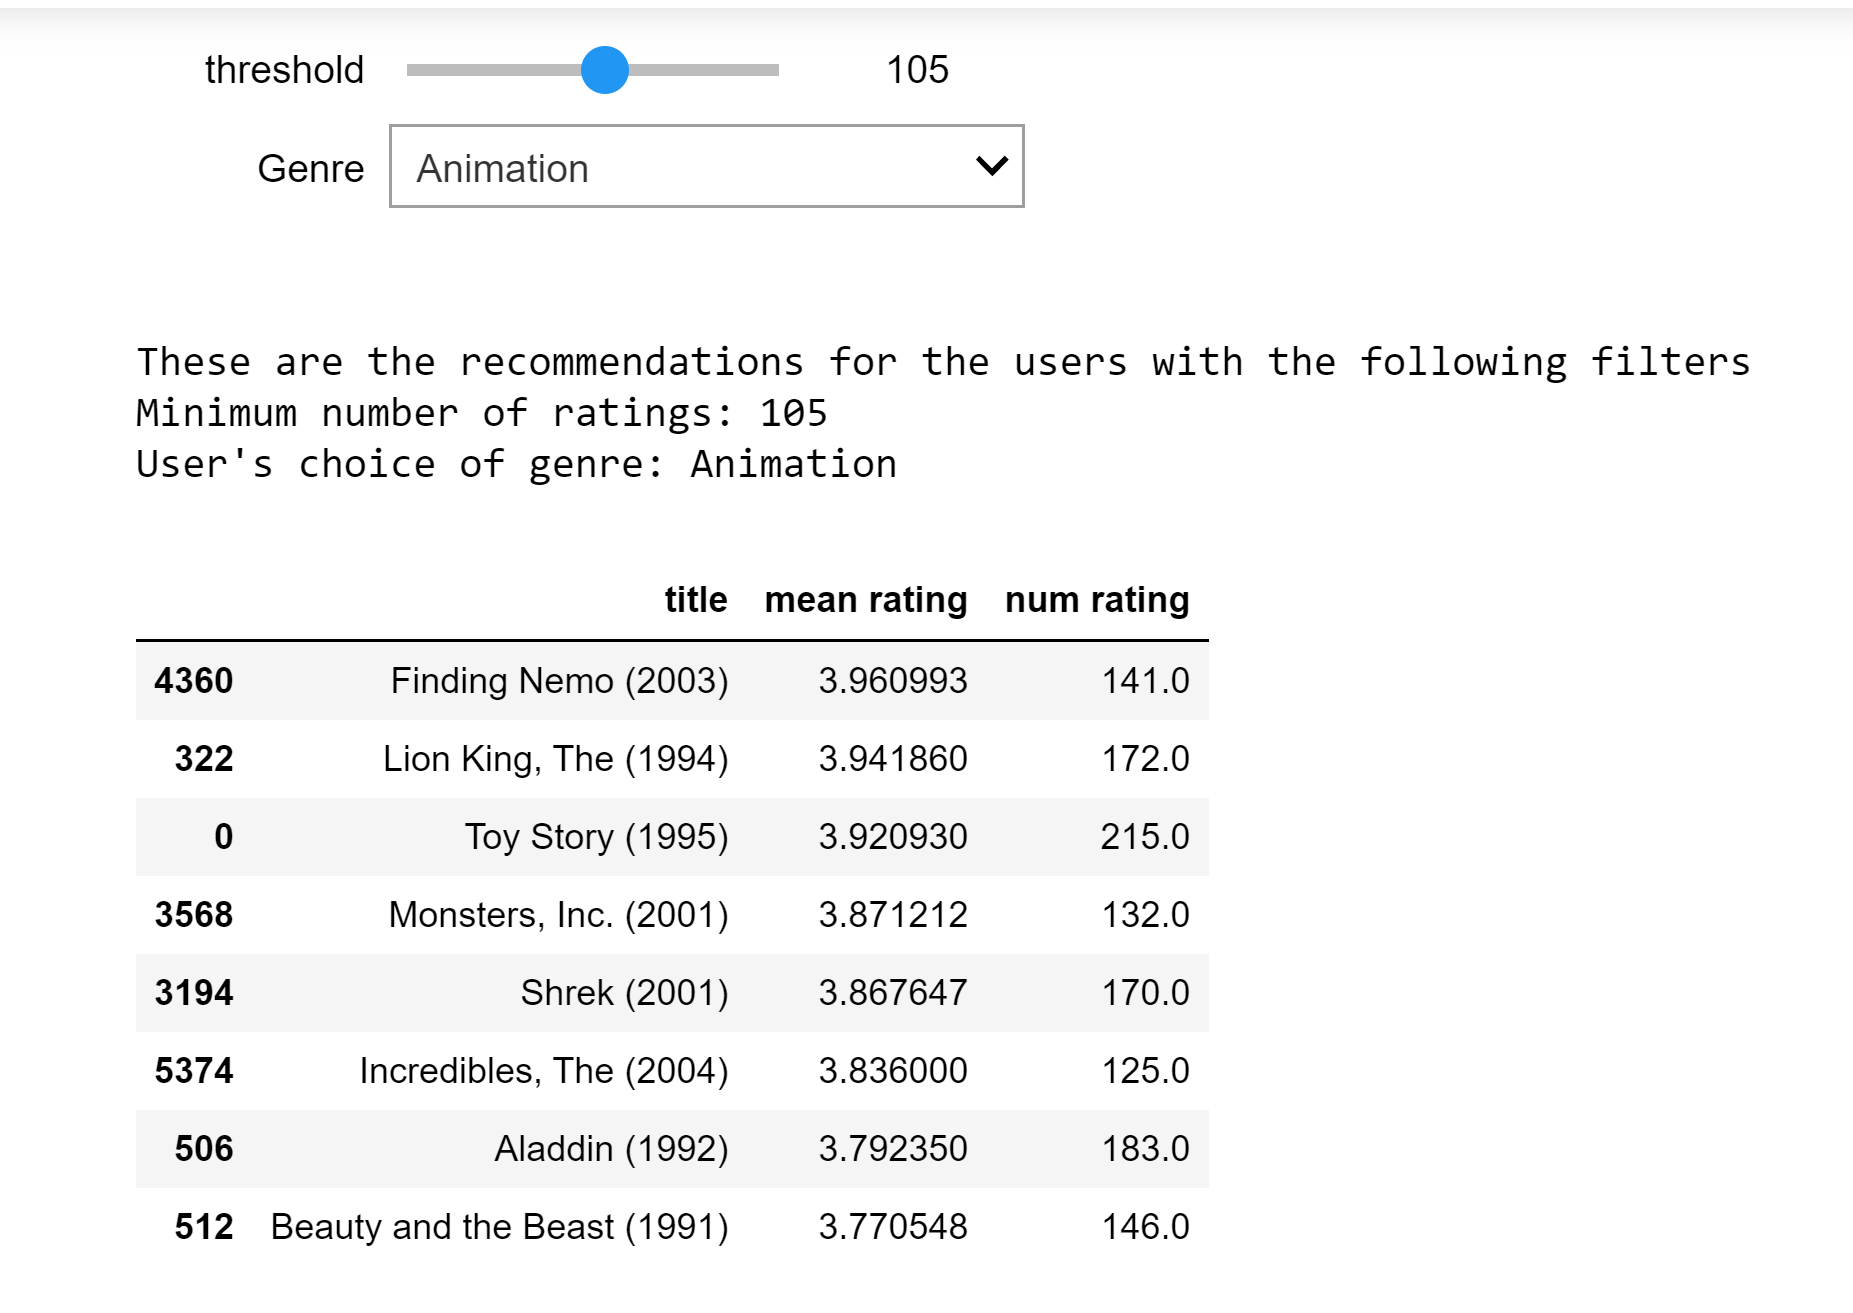 threshold 105
Genre Animation
These are the recommendations for the users with the following filters
Minimum number of ratings: 105
User's choice of genre: Animation
title mean rating num rating
4360 Finding Nemo (2003) 3.960993 141.0
322 Lion King, The (1994) 3.941860 172.0
0 Toy Story (1995) 3.920930 215.0
3568 Monsters, Inc. (2001) 3.871212 132.0
3194 Shrek (2001) 3.867647 170.0
5374 Incredibles, The (2004) 3.836000 125.0
506 Aladdin (1992) 3.792350 183.0
512 Beauty and the Beast (1991) 3.770548 146.0